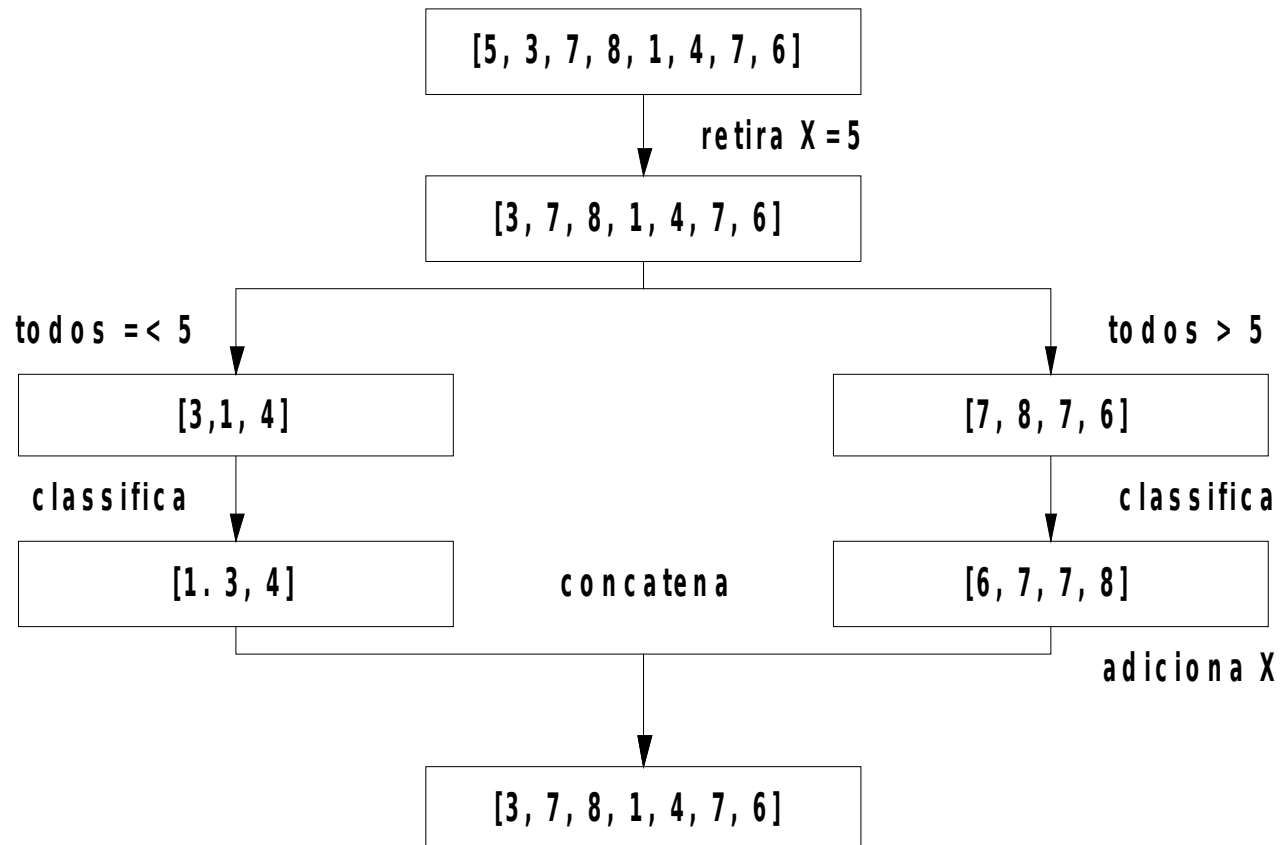 [5, 3, 7, 8, 1, 4, 7, 6]
retira X=5
[3, 7, 8, 1, 4, 7, 6]
todos =< 5
todos > 5
[3,1, 4]
[7, 8, 7, 6]
classifica
classifica
[1. 3, 4]
concatena
[6, 7, 7, 8]
adiciona X
[3, 7, 8, 1, 4, 7, 6]